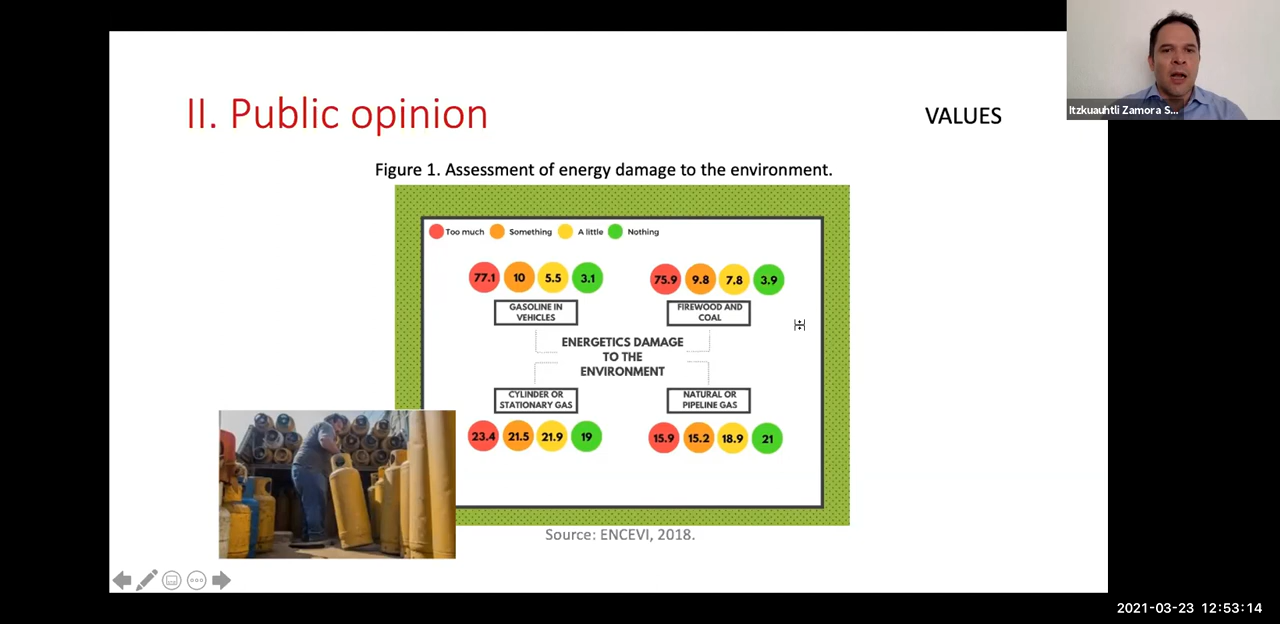 Itzkuauhtli Zamora S...
II. Public opinion
VALUES
Figure 1. Assessment of energy damage to the environment.
Too much Something A little Nothing
77.1 10 5.5 3.1
75.9 9.8 7.8 3.9
GASOLINE IN
VEHICLES
FIREWOOD AND
COAL
ENERGETICS DAMAGE
TO THE
ENVIRONMENT
CYLINDER OR
STATIONARY GAS
NATURAL OR
PIPELINE GAS
23.4 21.5 21.9 19
15.9 15.2 18.9 21
Source: ENCEVI, 2018.
2021-03-23 12:53:14